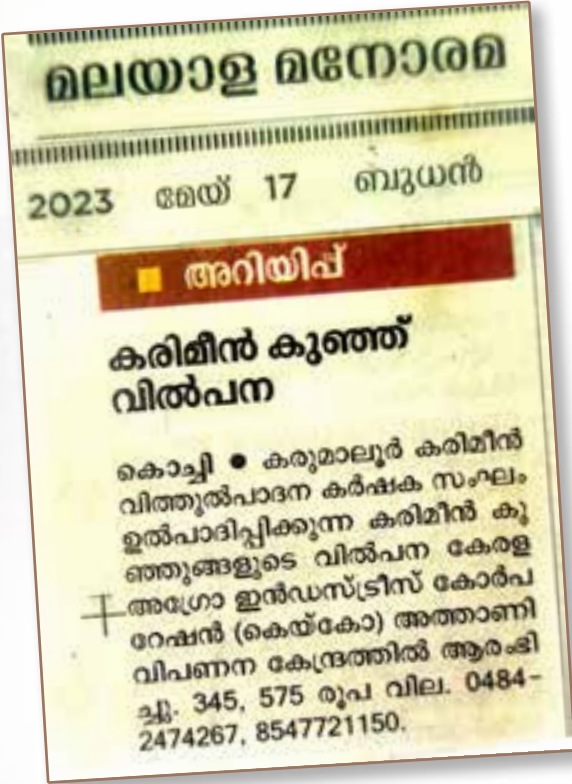 മലയാള മനോരമ
2023 മേയ് 17 ബുധൻ
അറിയിപ്പ്
കരിമീൻ കുഞ്ഞ്
വിൽപന
കൊച്ചി ● കരുമാലൂർ കരിമീൻ
വിത്തുൽപാദന കർഷക സംഘം
ഉൽപാദിപ്പിക്കുന്ന കരിമീൻ കു
ഞ്ഞുങ്ങളുടെ വിൽപന കേരള
അഗ്രോ ഇൻഡസ്ട്രീസ് കോർപ
റേഷൻ (കെയ്കോ) അത്താണി
വിപണന കേന്ദ്രത്തിൽ ആരംഭി
ച്ചു. 345, 575 രൂപ വില. 0484-
2474267, 8547721150.